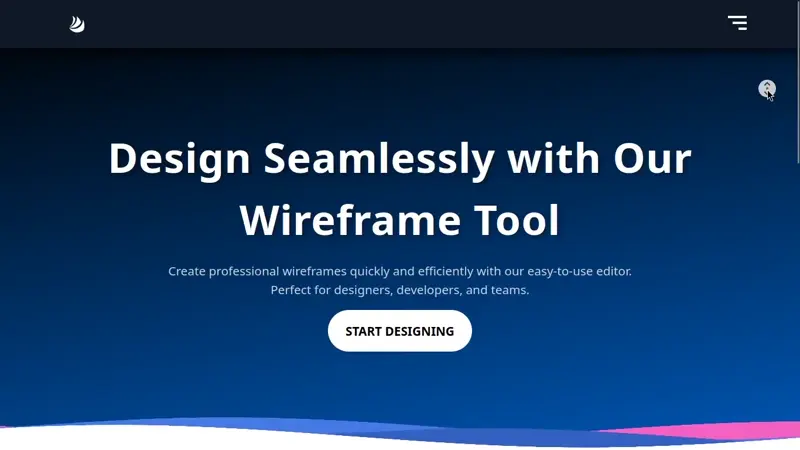 Design Seamlessly with Our
Wireframe Tool
Create professional wireframes quickly and efficiently with our easy-to-use editor.
Perfect for designers, developers, and teams.
START DESIGNING